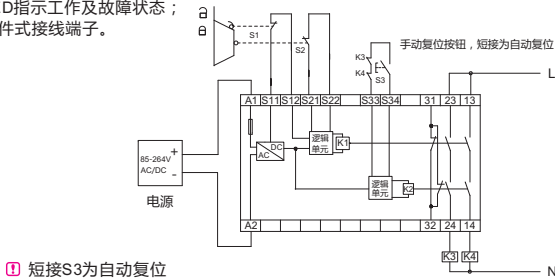 D指示工作及故障状态；
件式接线端子。
S1
S2
手动复位按钮，短接为自动复位
K3
K4
S3
L
A1 S11 S12 S21 S22 S33 S34 31 23 13
85-264V
AC/DC
+
-
电源
DC
AC
逻辑
单元
K1
逻辑
单元
K2
A2 32 24 14
K3 K4
N
短接S3为自动复位